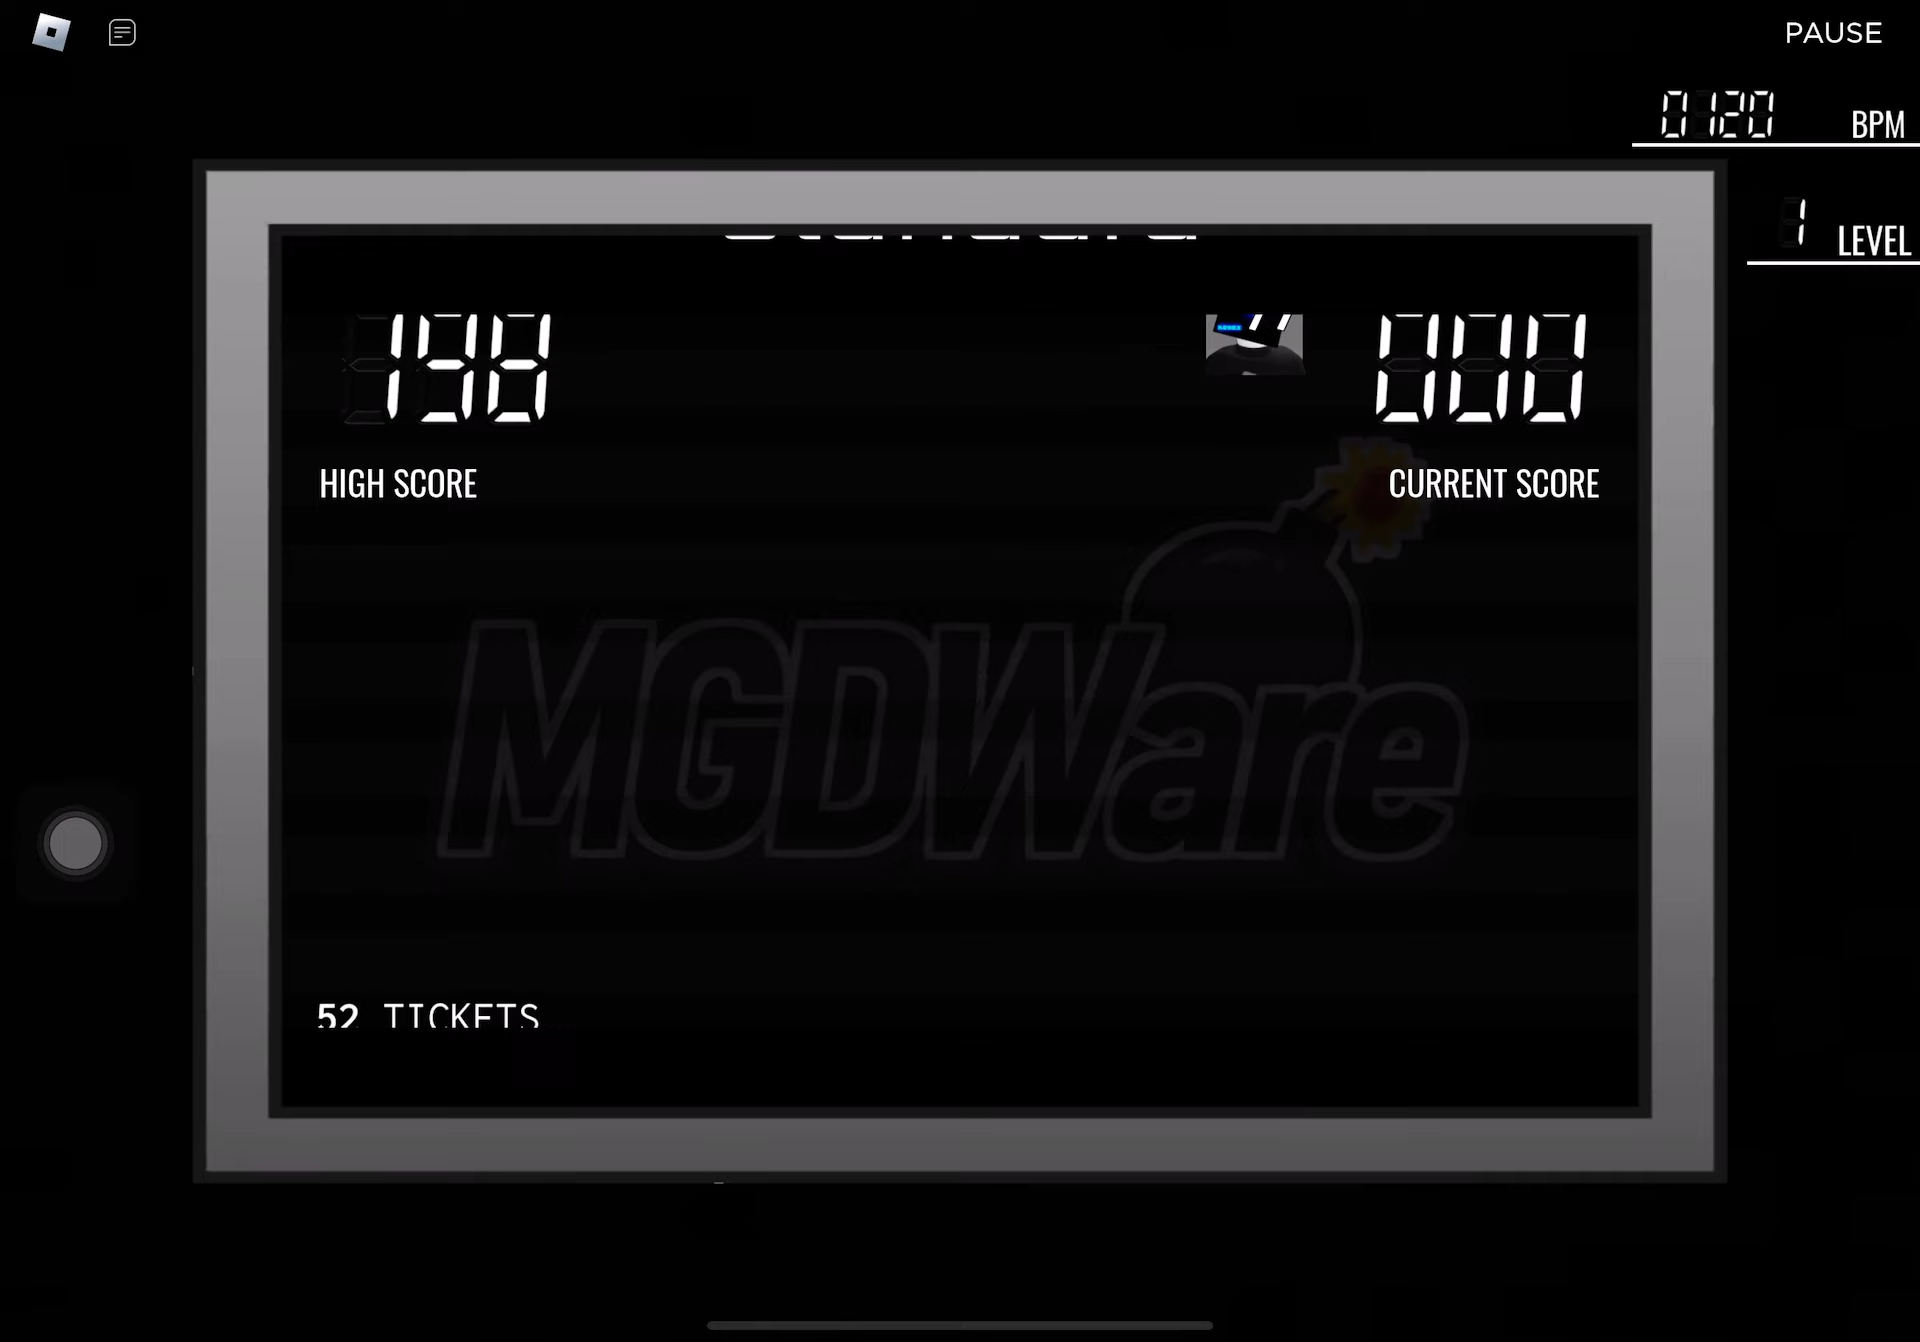 PAUSE
0120 BPM
1 LEVEL
198
000
HIGH SCORE
CURRENT SCORE
MGDWare
52 TICKETS